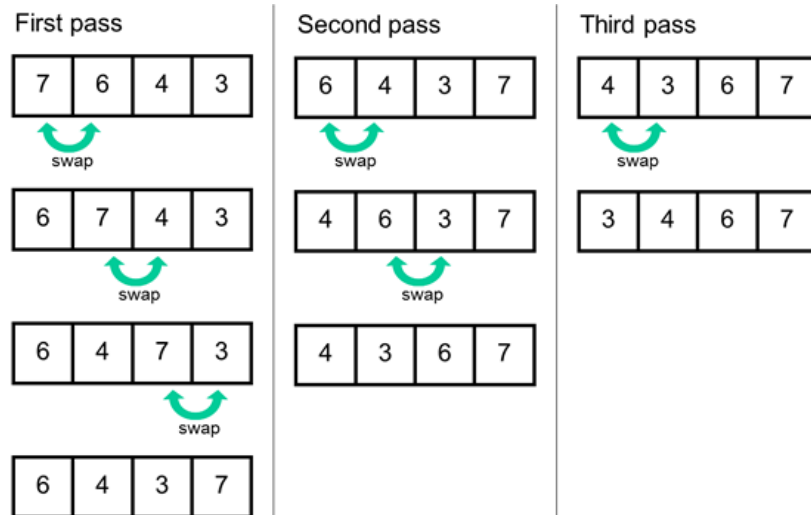 First pass
7 6 4 3
swap
6 7 4 3
swap
6 4 7 3
swap
6 4 3 7
Second pass
6 4 3 7
swap
4 6 3 7
swap
4 3 6 7
Third pass
4 3 6 7
swap
3 4 6 7